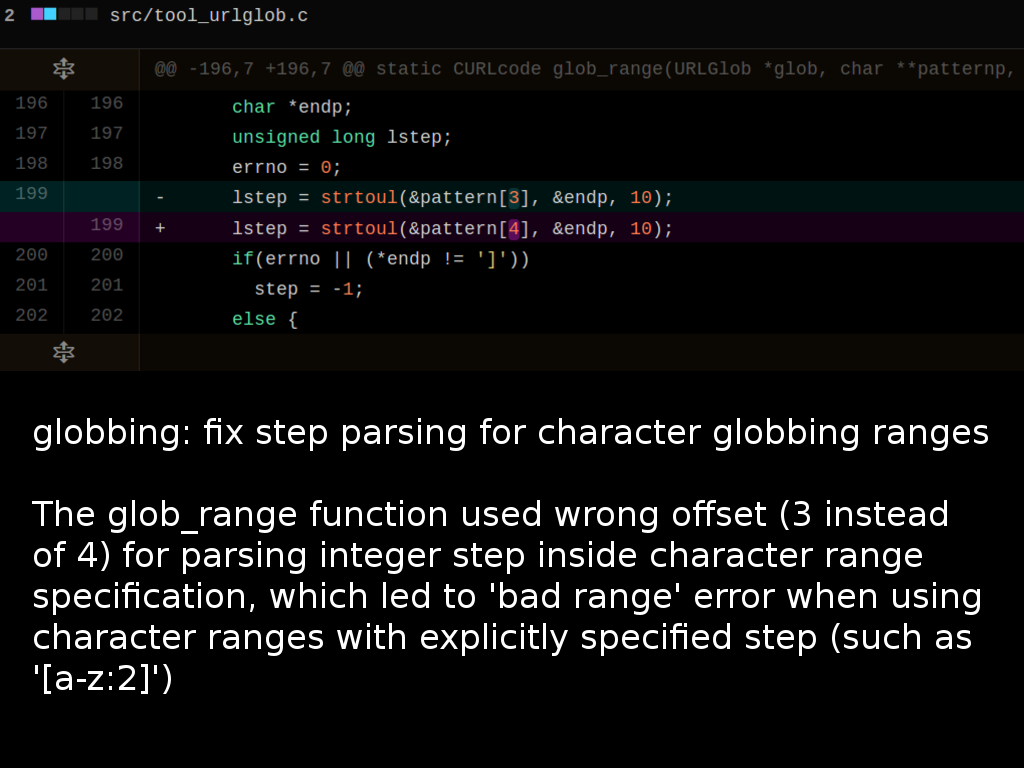 2 src/tool_urlglob.c
@@ -196,7 +196,7 @@ static CURLcode glob_range(URLGlob *glob, char **patternp,
196 196 char *endp;
197 197 unsigned long lstep;
198 198 errno = 0;
199 - lstep = strtoul(&pattern[3], &endp, 10);
199 + lstep = strtoul(&pattern[4], &endp, 10);
200 200 if(errno || (*endp != ']'))
201 201 step = -1;
202 202 else {
globbing: fix step parsing for character globbing ranges
The glob_range function used wrong offset (3 instead
of 4) for parsing integer step inside character range
specification, which led to 'bad range' error when using
character ranges with explicitly specified step (such as
'[a-z:2]')